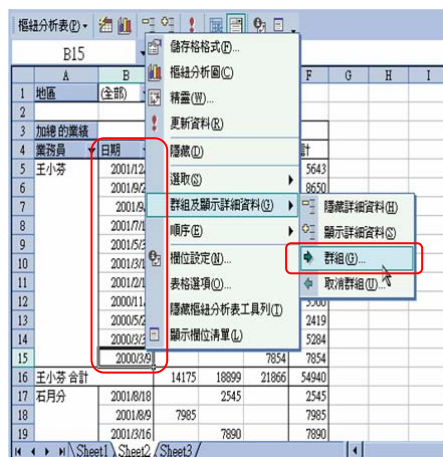 樞紐分析表(P)
B15
A B F G H I
1 地區 (全部)
2
3 加總 的業績
4 業務員 日期 計
5 王小芬 2001/12/ 5643
6 2001/9/2 8650
7 2001/9/
8 2001/7/1
9 2001/5/3
10 2001/3/1
11 2001/2/1
12 2000/11/
13 2000/5/2 2419
14 2000/3/ 5284
15 2000/3/9 7854 7854
16 王小芬 合計 14175 18899 21866 54940
17 石月分 2001/8/18 2545 2545
18 2001/8/9 7985 7985
19 2001/3/16 7890 7890
Sheet1 Sheet2 Sheet3
儲存格格式(F)...
樞紐分析圖(C)
精靈(W)...
更新資料(R)
隱藏(D)
選取(S)
群組及顯示詳細資料(G)
順序(E)
欄位設定(N)...
表格選項(O)...
隱藏樞紐分析表工具列(T)
顯示欄位清單(L)
隱藏詳細資料(H)
顯示詳細資料(S)
群組(G)...
取消群組(U)...